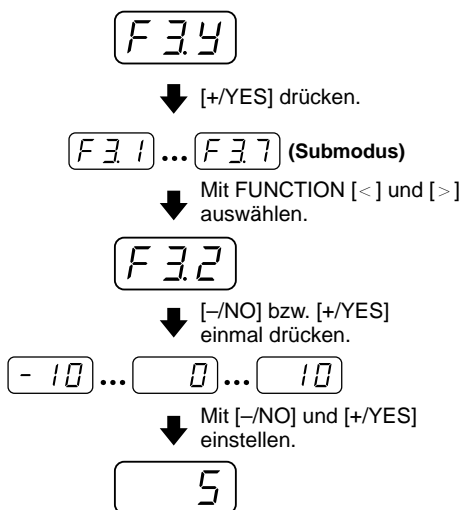 F 3.Y
[+/YES] drücken.
F 3.1 ... F 3.7 (Submodus)
Mit FUNCTION [<] und [>]
auswählen.
F 3.2
[–/NO] bzw. [+/YES]
einmal drücken.
- 10 ... 0 ... 10
Mit [–/NO] und [+/YES]
einstellen.
5